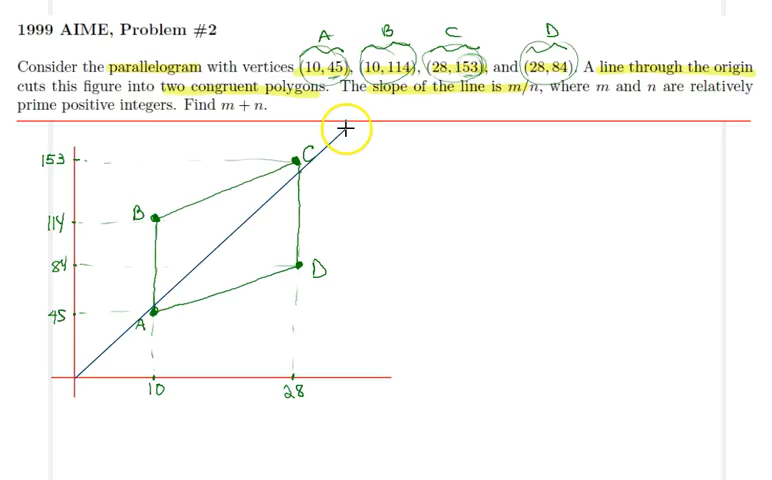 1999 AIME, Problem #2
A B C D
Consider the parallelogram with vertices (10, 45), (10, 114), (28, 153), and (28, 84). A line through the origin
cuts this figure into two congruent polygons. The slope of the line is m/n, where m and n are relatively
prime positive integers. Find m + n.
153 C
B
114
84 D
45
A
10 28